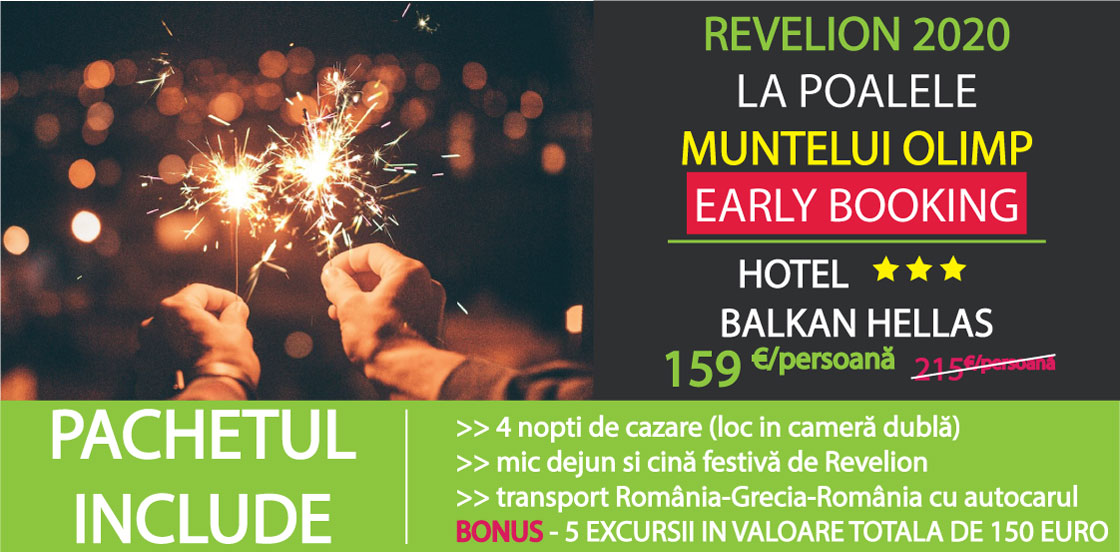 REVELION 2020
LA POALELE
MUNTELUI OLIMP
EARLY BOOKING
HOTEL
BALKAN HELLAS
159 €/persoană 215€/persoană
PACHETUL
INCLUDE
>> 4 nopti de cazare (loc in cameră dublă)
>> mic dejun si cină festivă de Revelion
>> transport România-Grecia-România cu autocarul
BONUS - 5 EXCURSII IN VALOARE TOTALA DE 150 EURO